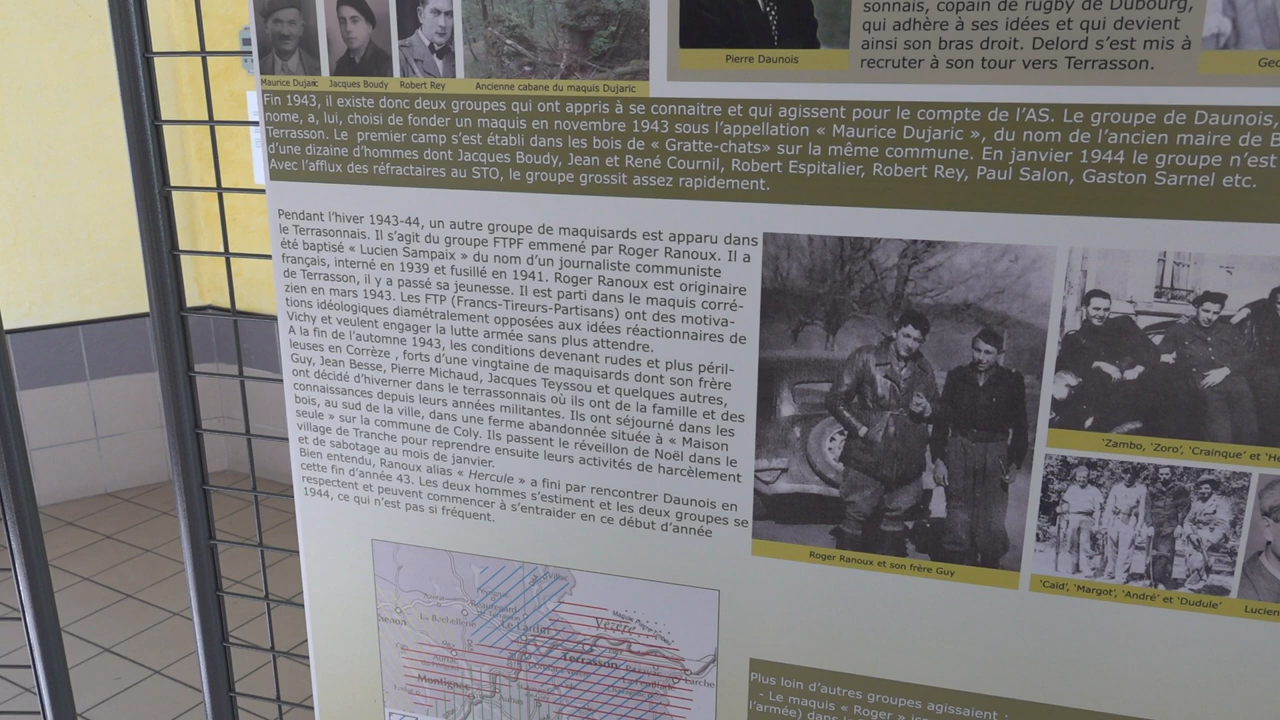 sonnais, copain de rugby de Dubourg,
qui adhère à ses idées et qui devient
ainsi son bras droit. Delord s’est mis à
recruter à son tour vers Terrasson.
Pierre Daunois
Maurice Dujaric
Jacques Boudy
Robert Rey
Ancienne cabane du maquis Dujaric
Fin 1943, il existe donc deux groupes qui ont appris à se connaitre et qui agissent pour le compte de l’AS. Le groupe de Daunois,
nome, a, lui, choisi de fonder un maquis en novembre 1943 sous l’appellation « Maurice Dujaric », du nom de l’ancien maire de
Terrasson. Le premier camp s’est établi dans les bois de « Gratte-chats» sur la même commune. En janvier 1944 le groupe n’est
d’une dizaine d’hommes dont Jacques Boudy, Jean et René Cournil, Robert Espitalier, Robert Rey, Paul Salon, Gaston Sarnel etc.
Avec l’afflux des réfractaires au STO, le groupe grossit assez rapidement.
Pendant l’hiver 1943-44, un autre groupe de maquisards est apparu dans
le Terrasonnais. Il s’agit du groupe FTPF emmené par Roger Ranoux. Il a
été baptisé « Lucien Sampaix » du nom d’un journaliste communiste
français, interné en 1939 et fusillé en 1941. Roger Ranoux est originaire
de Terrasson, il y a passé sa jeunesse. Il est parti dans le maquis corré-
zien en mars 1943. Les FTP (Francs-Tireurs-Partisans) ont des motiva-
tions idéologiques diamétralement opposées aux idées réactionnaires de
Vichy et veulent engager la lutte armée sans plus attendre.
A la fin de l’automne 1943, les conditions devenant rudes et plus péril-
leuses en Corrèze , forts d’une vingtaine de maquisards dont son frère
Guy, Jean Besse, Pierre Michaud, Jacques Teyssou et quelques autres,
ont décidé d’hiverner dans le terrassonnais où ils ont de la famille et des
connaissances depuis leurs années militantes. Ils ont séjourné dans les
bois, au sud de la ville, dans une ferme abandonnée située à « Maison
seule » sur la commune de Coly. Ils passent le réveillon de Noël dans le
village de Tranche pour reprendre ensuite leurs activités de harcèlement
et de sabotage au mois de janvier.
Bien entendu, Ranoux alias « Hercule » a fini par rencontrer Daunois en
cette fin d’année 43. Les deux hommes s’estiment et les deux groupes se
respectent et peuvent commencer à s’entraider en ce début d’année
1944, ce qui n’est pas si fréquent.
Roger Ranoux et son frère Guy
‘Zambo, ‘Zoro’, ‘Crainque’ et
‘Caïd’, ‘Margot’, ‘André’ et ‘Dudule’
Lucien
Beauregard
La Bachellerie
Le Lardin
Vézère
Terrasson
Larche
Montignac
Plus loin d’autres groupes agissaient :
- Le maquis « Roger »
l’armée) dans